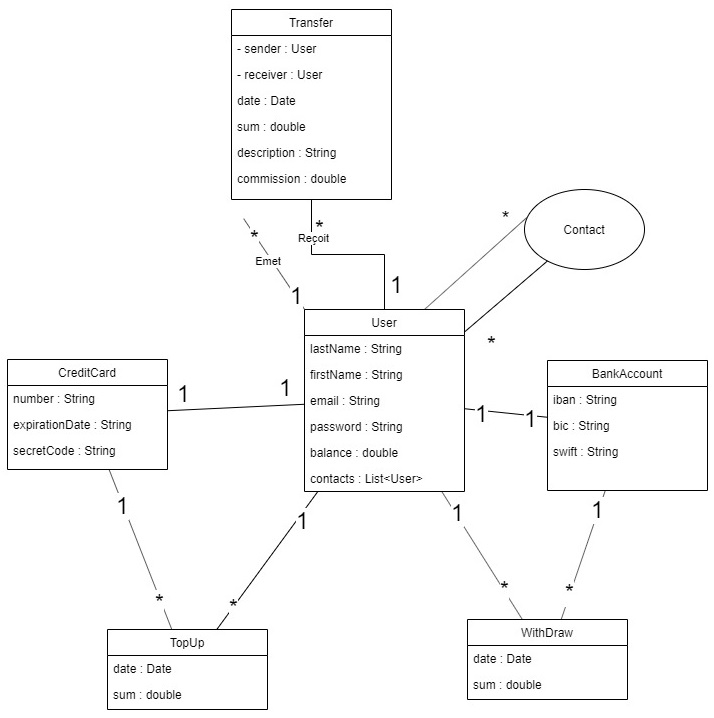 Transfer
- sender : User
- receiver : User
date : Date
sum : double
description : String
commission : double
*
*
Reçoit
Emet
1
1
*
Contact
*
User
lastName : String
firstName : String
email : String
password : String
balance : double
contacts : List<User>
CreditCard
number : String
expirationDate : String
secretCode : String
1
1
1
1
BankAccount
iban : String
bic : String
swift : String
1
1
1
1
*
*
*
*
TopUp
date : Date
sum : double
WithDraw
date : Date
sum : double